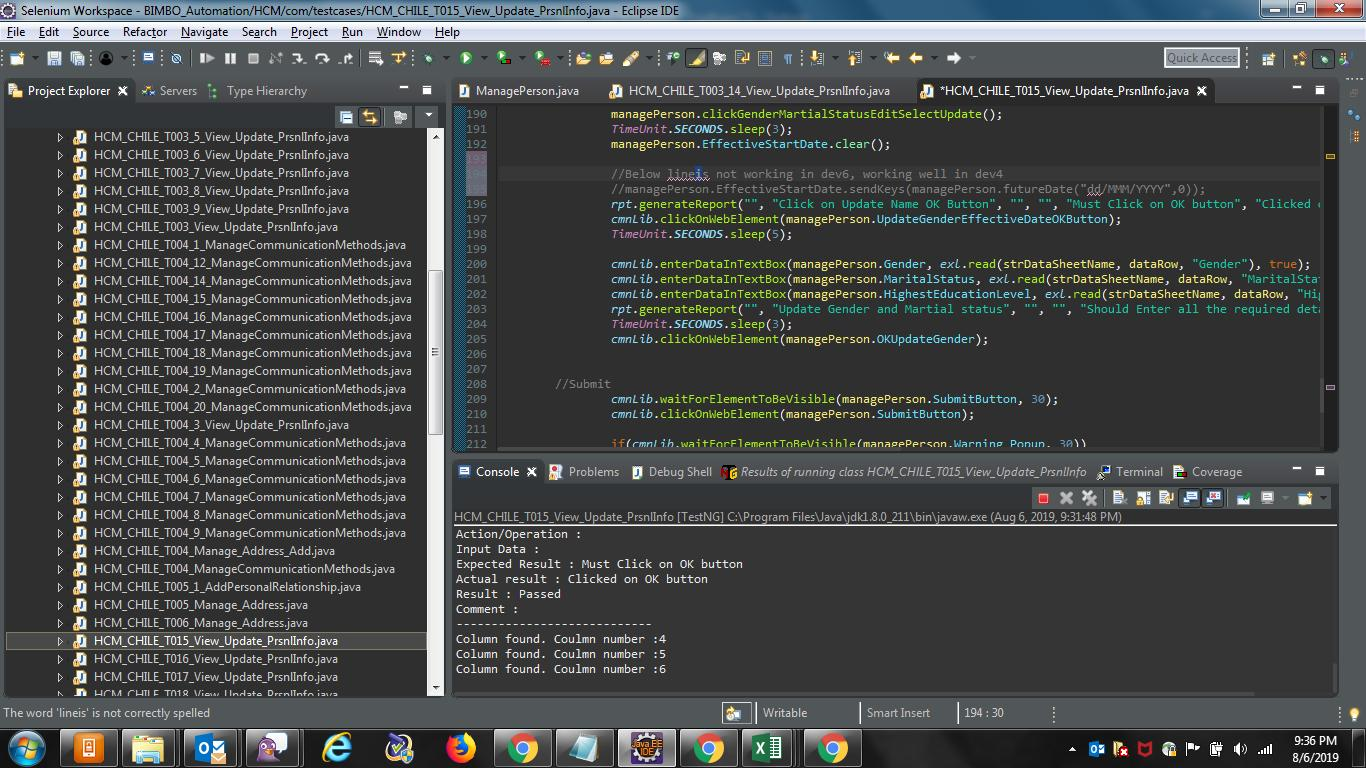 Selenium Workspace - BIMBO_Automation/HCM/com/testcases/HCM_CHILE_T015_View_Update_PrsnlInfo.java - Eclipse IDE
File Edit Source Refactor Navigate Search Project Run Window Help
Quick Access
Project Explorer Servers Type Hierarchy
HCM_CHILE_T003_5_View_Update_PrsnlInfo.java
HCM_CHILE_T003_6_View_Update_PrsnlInfo.java
HCM_CHILE_T003_8_View_Update_PrsnlInfo.java
HCM_CHILE_T003_9_View_Update_PrsnlInfo.java
HCM_CHILE_T003_View_Update_PrsnlInfo.java
HCM_CHILE_T004_1_ManageCommunicationMethods.java
HCM_CHILE_T004_12_ManageCommunicationMethods.java
HCM_CHILE_T004_14_ManageCommunicationMethods.java
HCM_CHILE_T004_15_ManageCommunicationMethods.java
HCM_CHILE_T004_16_ManageCommunicationMethods.java
HCM_CHILE_T004_17_ManageCommunicationMethods.java
HCM_CHILE_T004_18_ManageCommunicationMethods.java
HCM_CHILE_T004_19_ManageCommunicationMethods.java
HCM_CHILE_T004_2_ManageCommunicationMethods.java
HCM_CHILE_T004_20_ManageCommunicationMethods.java
HCM_CHILE_T004_3_View_Update_PrsnlInfo.java
HCM_CHILE_T004_4_ManageCommunicationMethods.java
HCM_CHILE_T004_5_ManageCommunicationMethods.java
HCM_CHILE_T004_6_ManageCommunicationMethods.java
HCM_CHILE_T004_7_ManageCommunicationMethods.java
HCM_CHILE_T004_8_ManageCommunicationMethods.java
HCM_CHILE_T004_9_ManageCommunicationMethods.java
HCM_CHILE_T004_Manage_Address_Add.java
HCM_CHILE_T004_ManageCommunicationMethods.java
HCM_CHILE_T005_1_AddPersonalRelationship.java
HCM_CHILE_T005_Manage_Address.java
HCM_CHILE_T006_Manage_Address.java
HCM_CHILE_T015_View_Update_PrsnlInfo.java
HCM_CHILE_T016_View_Update_PrsnlInfo.java
HCM_CHILE_T017_View_Update_PrsnlInfo.java
HCM_CHILE_T018_View_Update_PrsnlInfo.java
ManagePerson.java HCM_CHILE_T003_14_View_Update_PrsnlInfo.java *HCM_CHILE_T015_View_Update_PrsnlInfo.java
190 managePerson.clickGenderMartialStatusEditSelectUpdate();
191 TimeUnit.SECONDS.sleep(3);
192 managePerson.EffectiveStartDate.clear();
193
194 //Below lineis not working in dev6, working well in dev4
195 //managePerson.EffectiveStartDate.sendKeys(managePerson.futureDate("dd/MMM/YYYY",0));
196 rpt.generateReport("", "Click on Update Name OK Button", "", "", "Must Click on OK button", "Clicked
197 cmnLib.clickOnWebElement(managePerson.UpdateGenderEffectiveDateOKButton);
198 TimeUnit.SECONDS.sleep(5);
199
200 cmnLib.enterDataInTextBox(managePerson.Gender, exl.read(strDataSheetName, dataRow, "Gender"), true);
201 cmnLib.enterDataInTextBox(managePerson.MaritalStatus, exl.read(strDataSheetName, dataRow, "MaritalSta
202 cmnLib.enterDataInTextBox(managePerson.HighestEducationLevel, exl.read(strDataSheetName, dataRow, "Hi
203 rpt.generateReport("", "Update Gender and Martial status", "", "", "Should Enter all the required det
204 TimeUnit.SECONDS.sleep(3);
205 cmnLib.clickOnWebElement(managePerson.OKUpdateGender);
206
207
208 //Submit
209 cmnLib.waitForElementToBeVisible(managePerson.SubmitButton, 30);
210 cmnLib.clickOnWebElement(managePerson.SubmitButton);
211
212 if(cmnLib.waitForElementToBeVisible(managePerson.Warning_Popup, 30))
Console Problems Debug Shell Results of running class HCM_CHILE_T015_View_Update_PrsnlInfo Terminal Coverage
HCM_CHILE_T015_View_Update_PrsnlInfo [TestNG] C:\Program Files\Java\jdk1.8.0_211\bin\javaw.exe (Aug 6, 2019, 9:31:48 PM)
Action/Operation :
Input Data :
Expected Result : Must Click on OK button
Actual result : Clicked on OK button
Result : Passed
Comment :
----------------------------
Column found. Coulmn number :4
Column found. Coulmn number :5
Column found. Coulmn number :6
The word 'lineis' is not correctly spelled Writable Smart Insert 194 : 30
Java EE
IDE
9:36 PM
8/6/2019